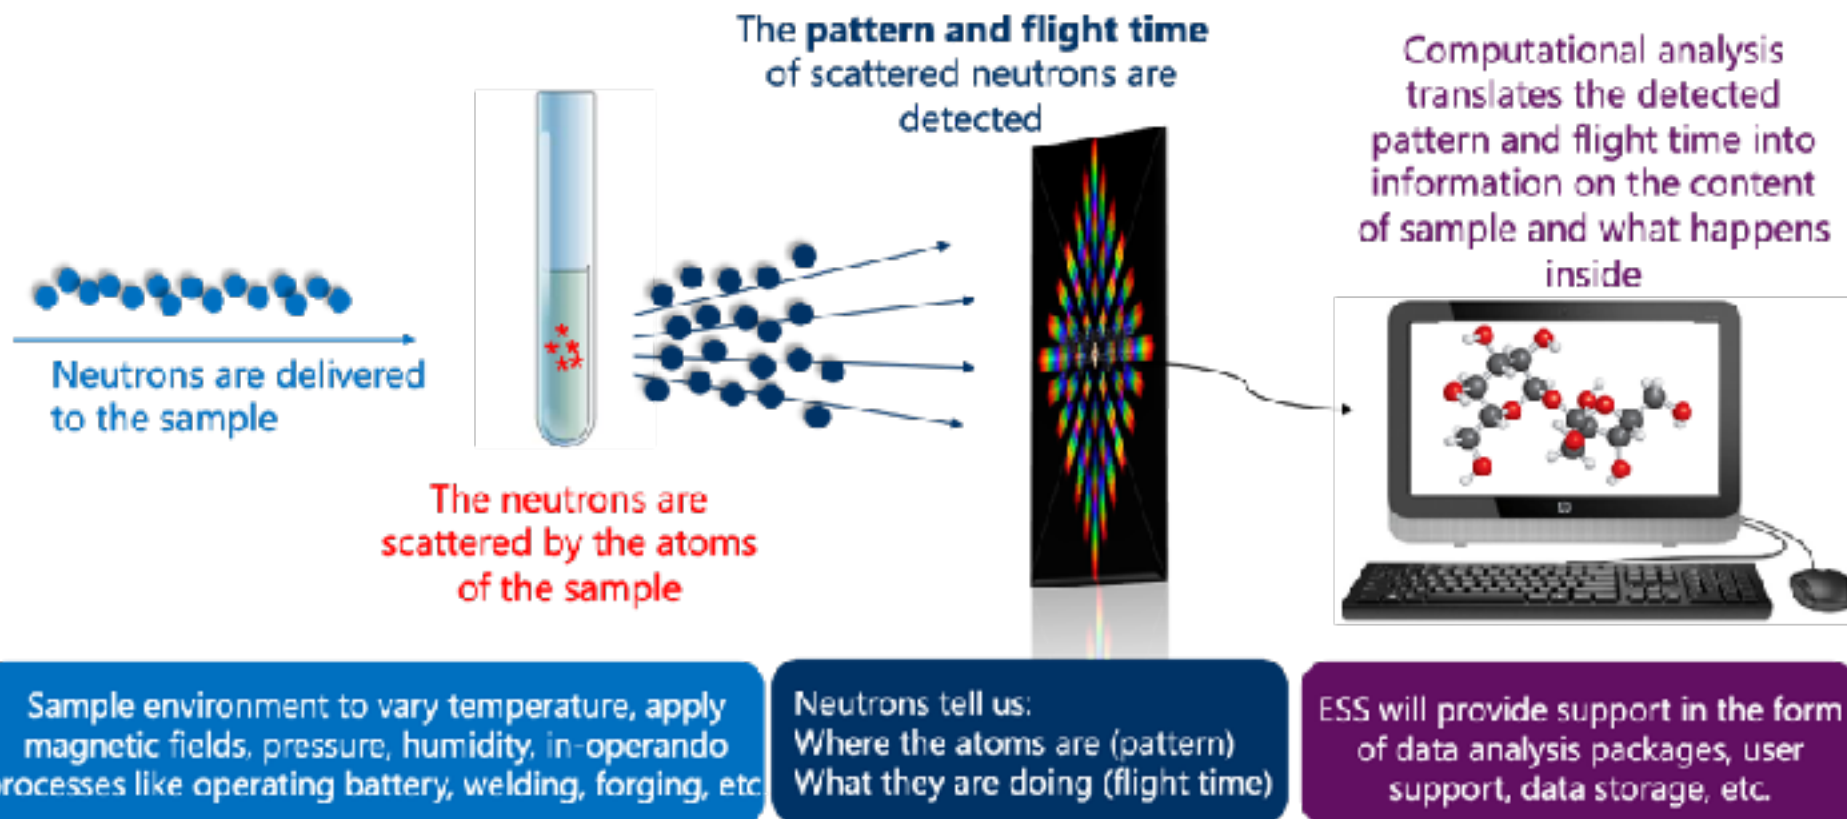 The pattern and flight time
of scattered neutrons are
detected
Computational analysis
translates the detected
pattern and flight time into
information on the content
of sample and what happens
inside
Neutrons are delivered
to the sample
The neutrons are
scattered by the atoms
of the sample
Sample environment to vary temperature, apply
magnetic fields, pressure, humidity, in-operando
rocesses like operating battery, welding, forging, etc
Neutrons tell us:
Where the atoms are (pattern)
What they are doing (flight time)
ESS will provide support in the form
of data analysis packages, user
support, data storage, etc.